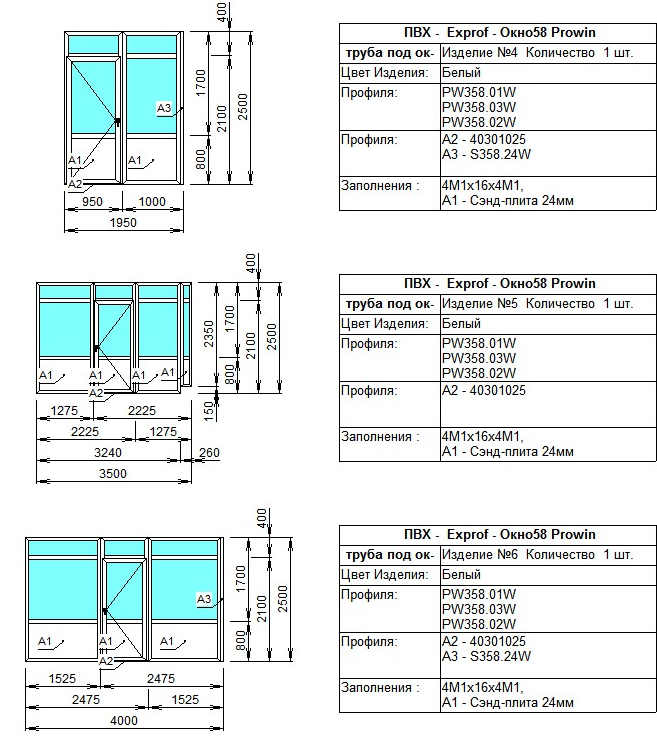 400
1700
2100
2500
800
A3
A1
A1
A2
950
1000
1950
ПВХ - Exprof - Окно58 Prowin
труба под ок-
Изделие №4 Количество 1 шт.
Цвет Изделия:
Белый
Профиля:
PW358.01W
PW358.03W
PW358.02W
Профиля:
A2 - 40301025
A3 - S358.24W
Заполнения :
4M1x16x4M1,
A1 - Сэнд-плита 24мм
400
2350
1700
2100
2500
800
150
A1
A1
A1
A1
A2
1275
2225
2225
1275
3240
260
3500
ПВХ - Exprof - Окно58 Prowin
труба под ок-
Изделие №5 Количество 1 шт.
Цвет Изделия:
Белый
Профиля:
PW358.01W
PW358.03W
PW358.02W
Профиля:
A2 - 40301025
Заполнения :
4M1x16x4M1,
A1 - Сэнд-плита 24мм
400
1700
2100
2500
800
A3
A1
A1
A1
A2
1525
2475
2475
1525
4000
ПВХ - Exprof - Окно58 Prowin
труба под ок-
Изделие №6 Количество 1 шт.
Цвет Изделия:
Белый
Профиля:
PW358.01W
PW358.03W
PW358.02W
Профиля:
A2 - 40301025
A3 - S358.24W
Заполнения :
4M1x16x4M1,
A1 - Сэнд-плита 24мм